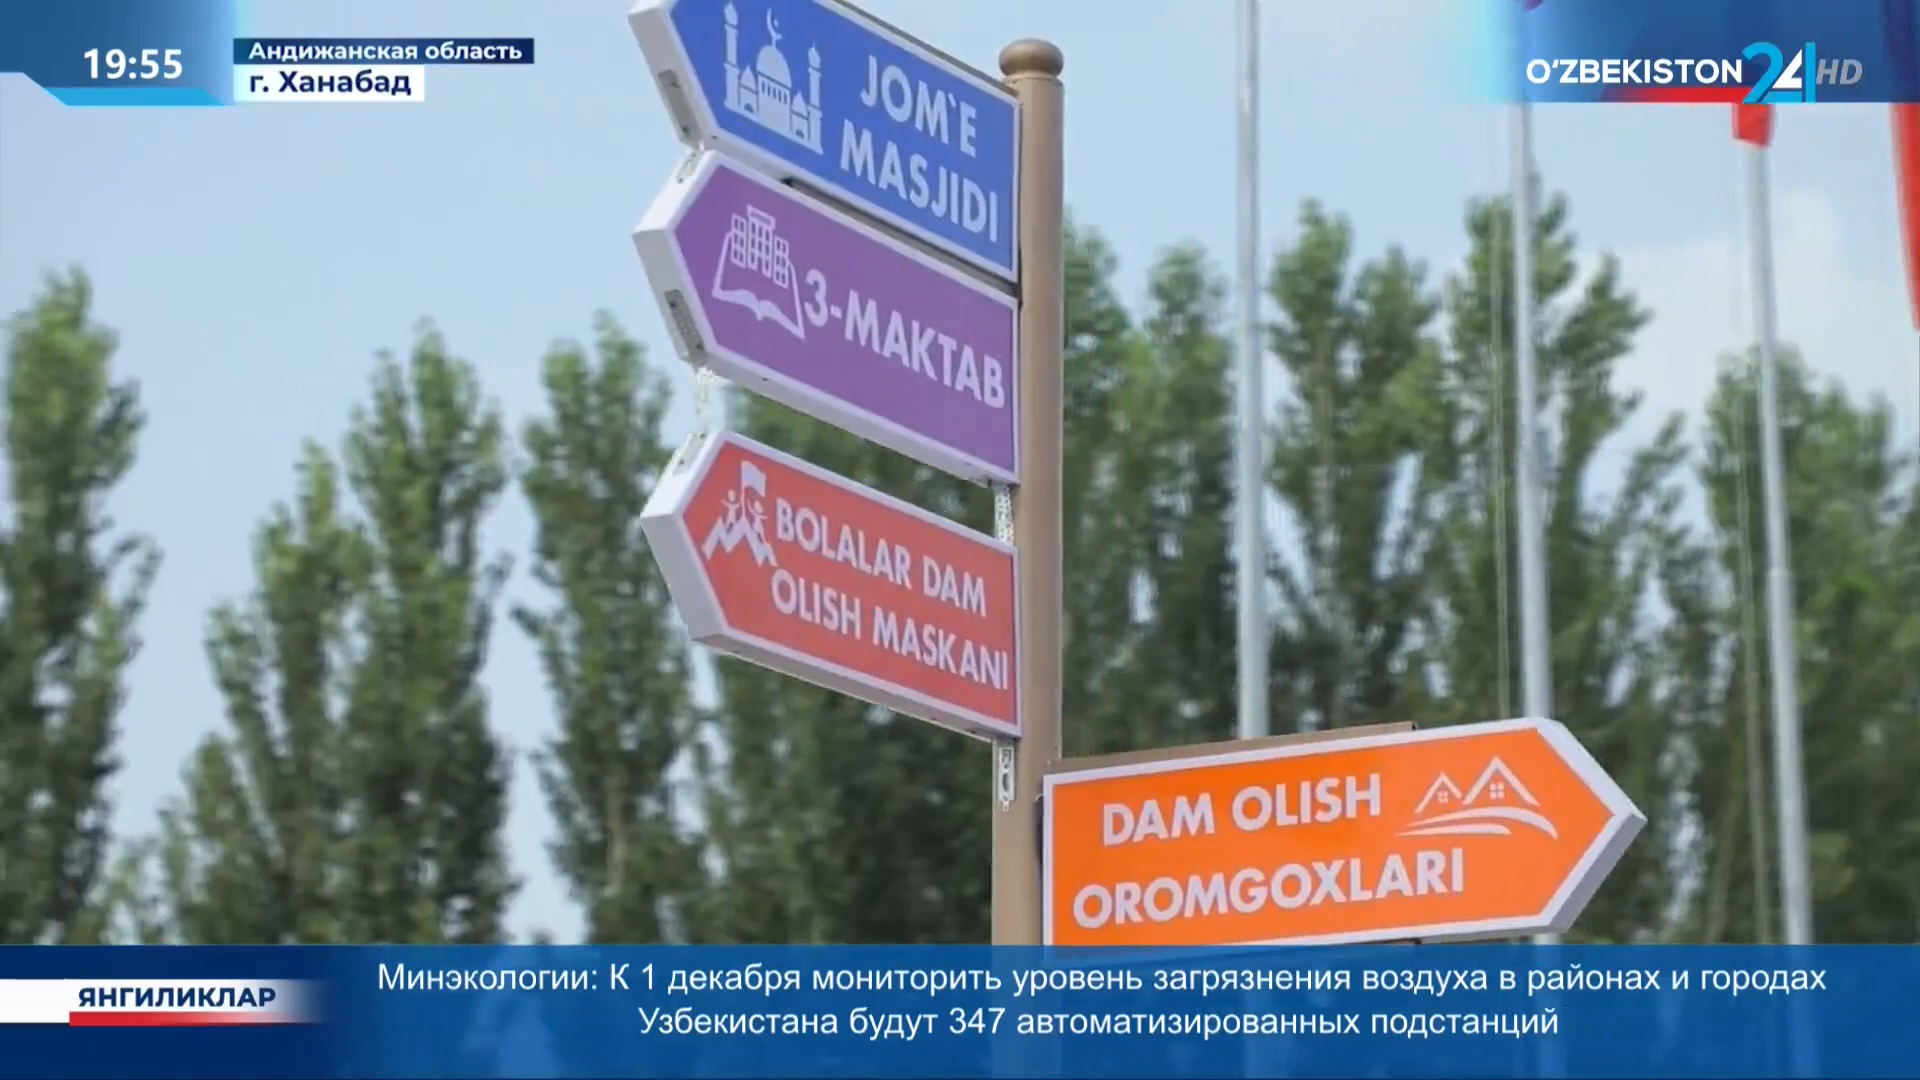 19:55
Андижанская область
г. Ханабад
O‘ZBEKISTON 24 HD
JOM`E
MASJIDI
3-MAKTAB
BOLALAR DAM
OLISH MASKANI
DAM OLISH
OROMGOXLARI
ЯНГИЛИКЛАР
Минэкологии: К 1 декабря мониторить уровень загрязнения воздуха в районах и городах
Узбекистана будут 347 автоматизированных подстанций